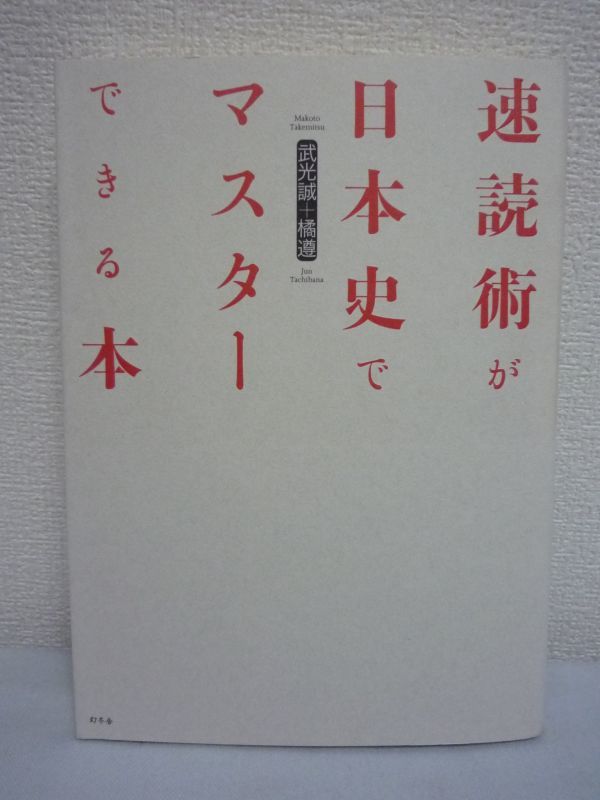 速読術が
日本史で
マスター
できる本
Makoto
Takemitsu
武光誠+橘遵
Jun
Tachibana
幻冬舎